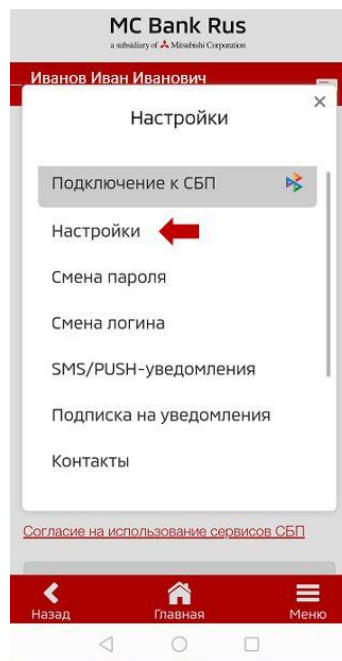 MC Bank Rus
a subsidiary of Mitsubishi Corporation
Иванов Иван Иванович
Настройки
Подключение к СБП
Настройки
Смена пароля
Смена логина
SMS/PUSH-уведомления
Подписка на уведомления
Контакты
Согласие на использование сервисов СБП
Назад
Главная
Меню